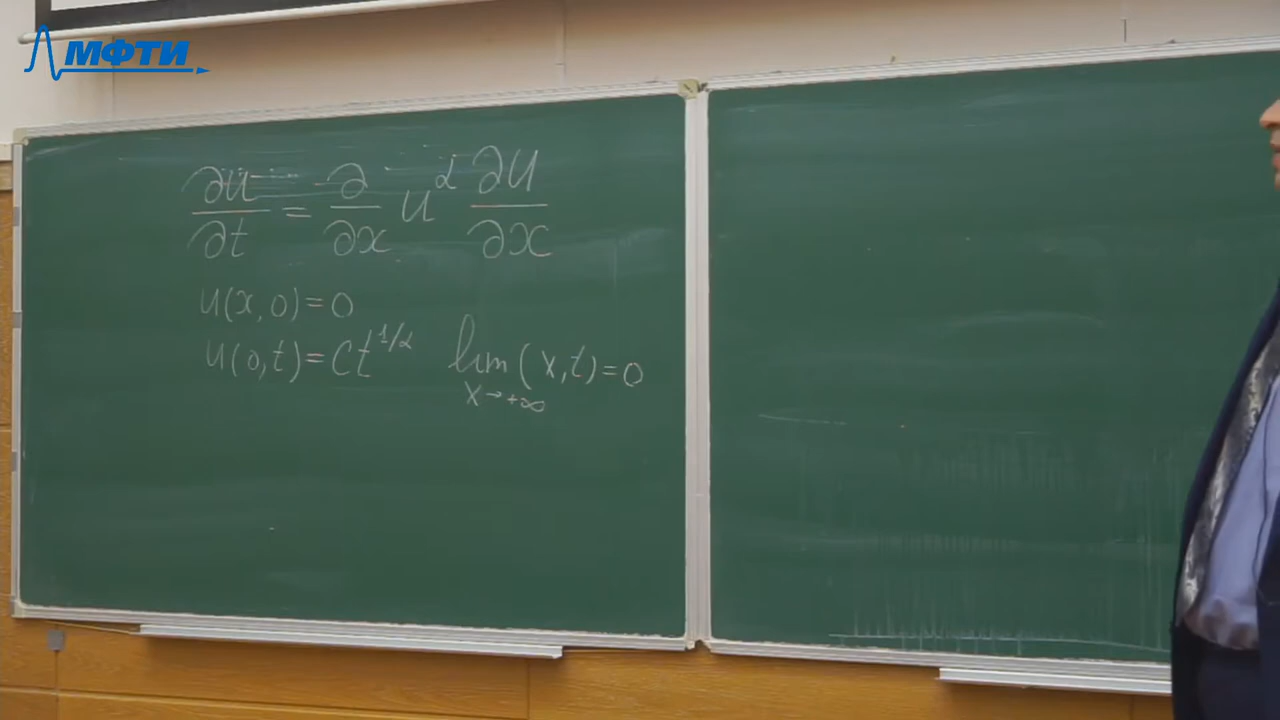 МФТИ
∂u/∂t = ∂/∂x u^α ∂u/∂x
u(x,0)=0
u(0,t)=Ct^{1/α} lim_{x→+∞} (x,t)=0